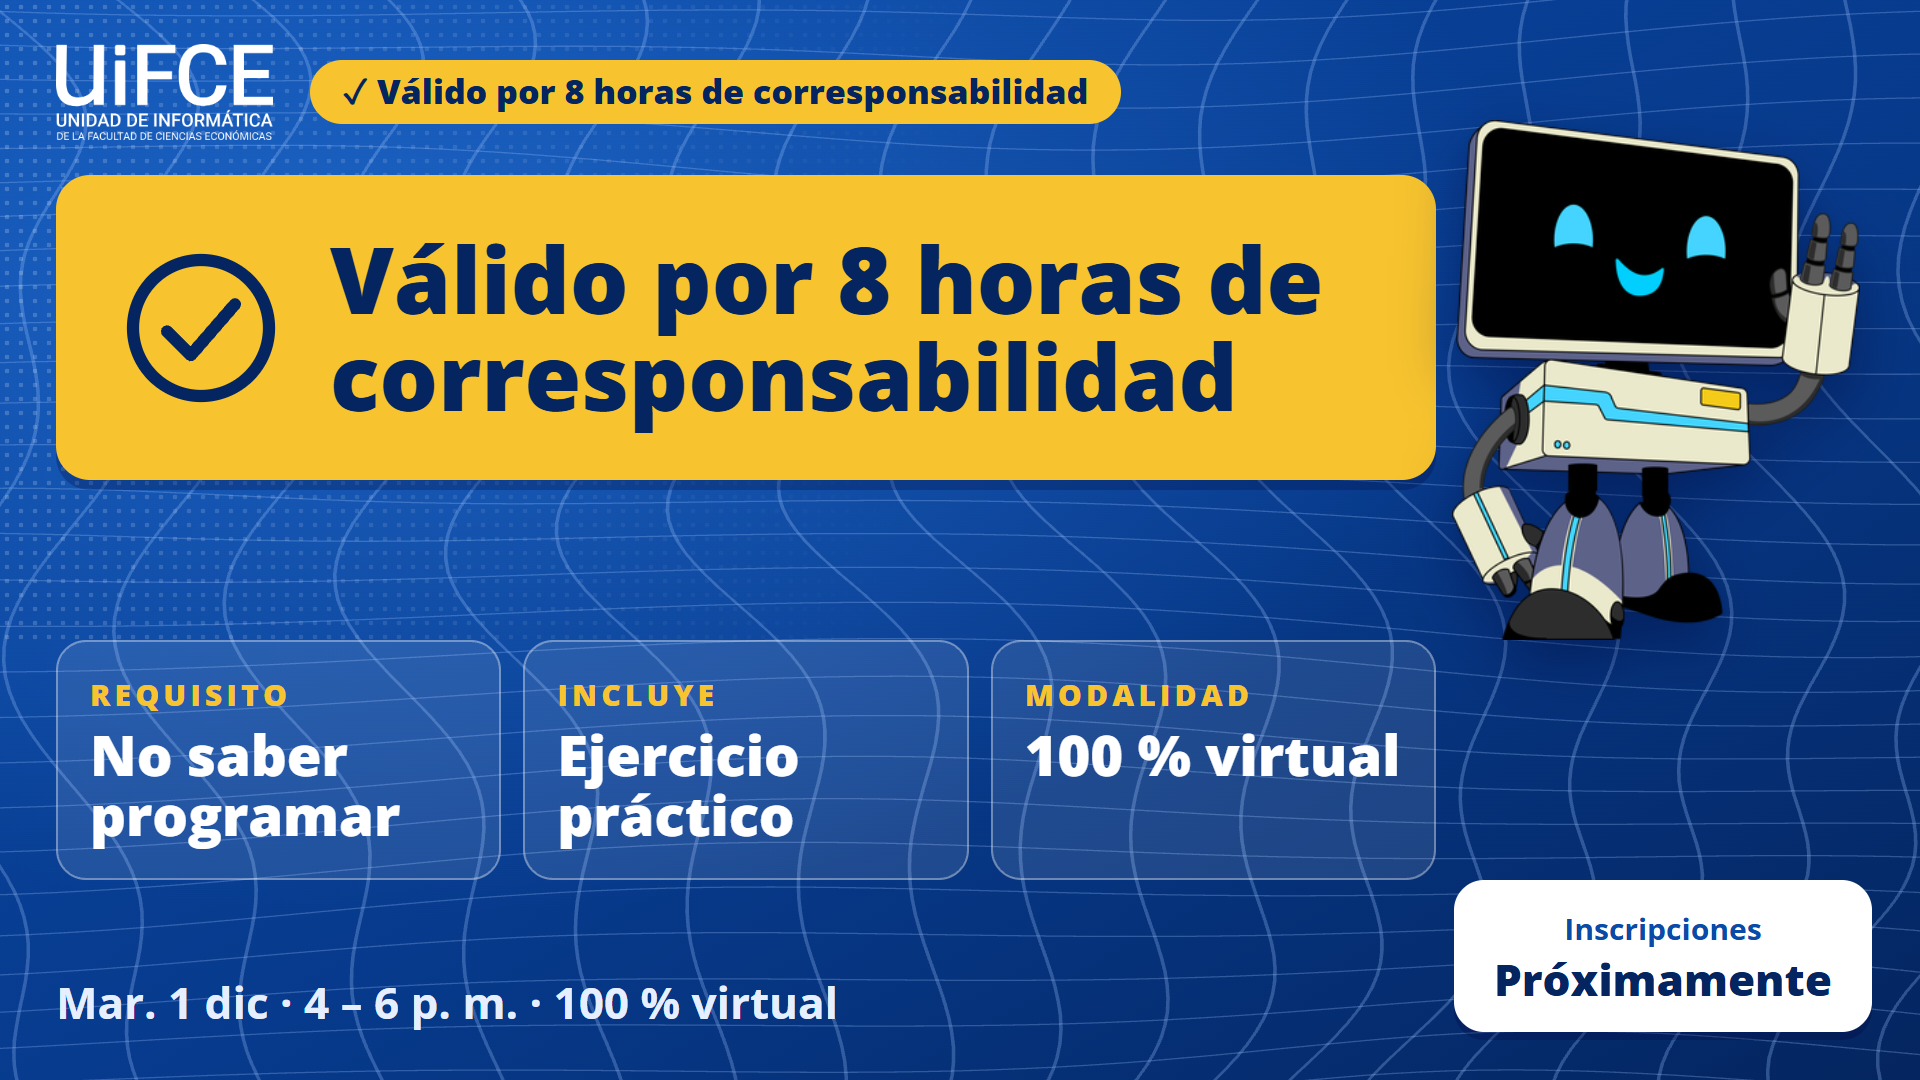 UiFCE
UNIDAD DE INFORMÁTICA
DE LA FACULTAD DE CIENCIAS ECONÓMICAS
✓ Válido por 8 horas de corresponsabilidad
Válido por 8 horas de
corresponsabilidad
REQUISITO
No saber
programar
INCLUYE
Ejercicio
práctico
MODALIDAD
100 % virtual
Inscripciones
Próximamente
Mar. 1 dic · 4 – 6 p. m. · 100 % virtual